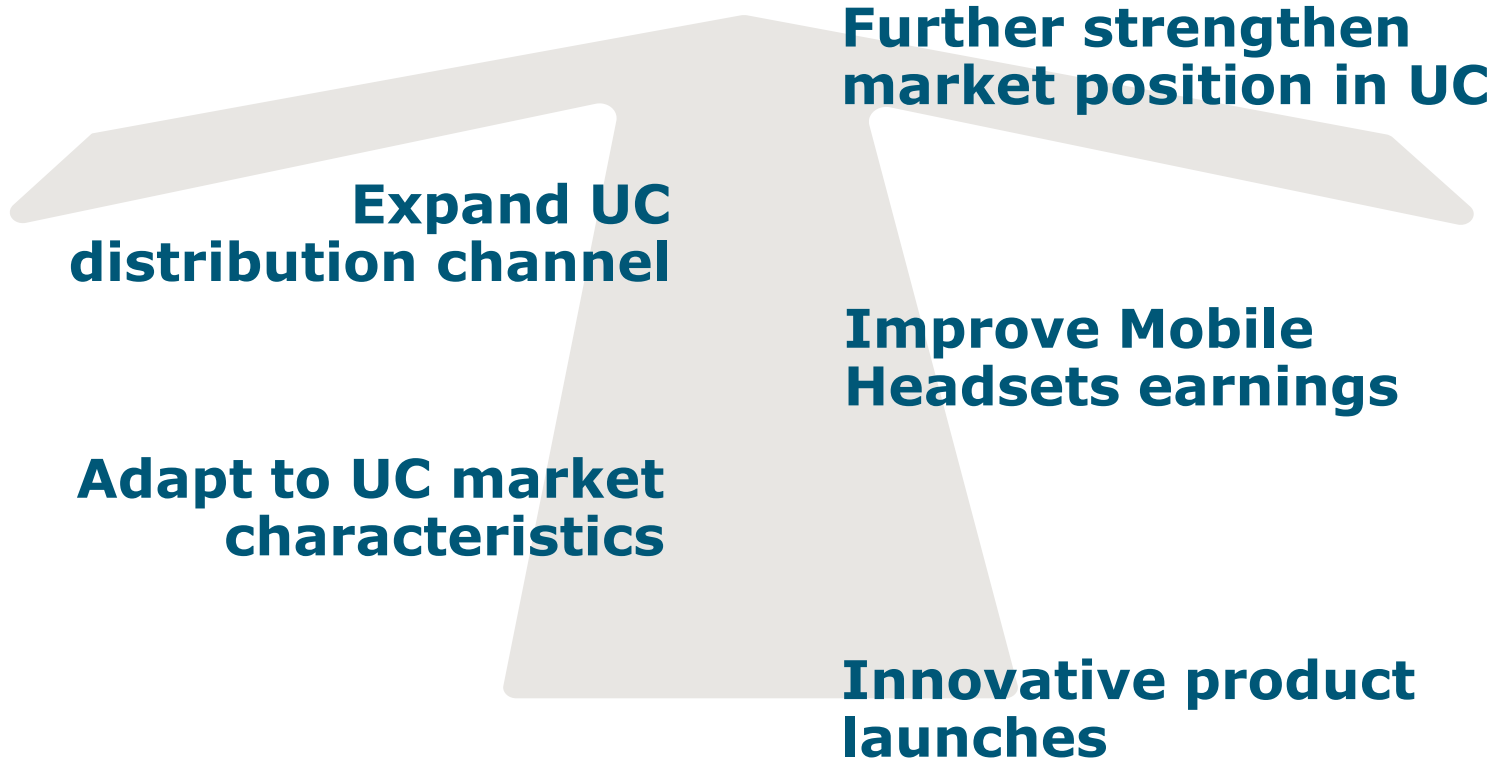 Further strengthen
market position in UC
Expand UC
distribution channel
Improve Mobile
Headsets earnings
Adapt to UC market
characteristics
Innovative product
launches